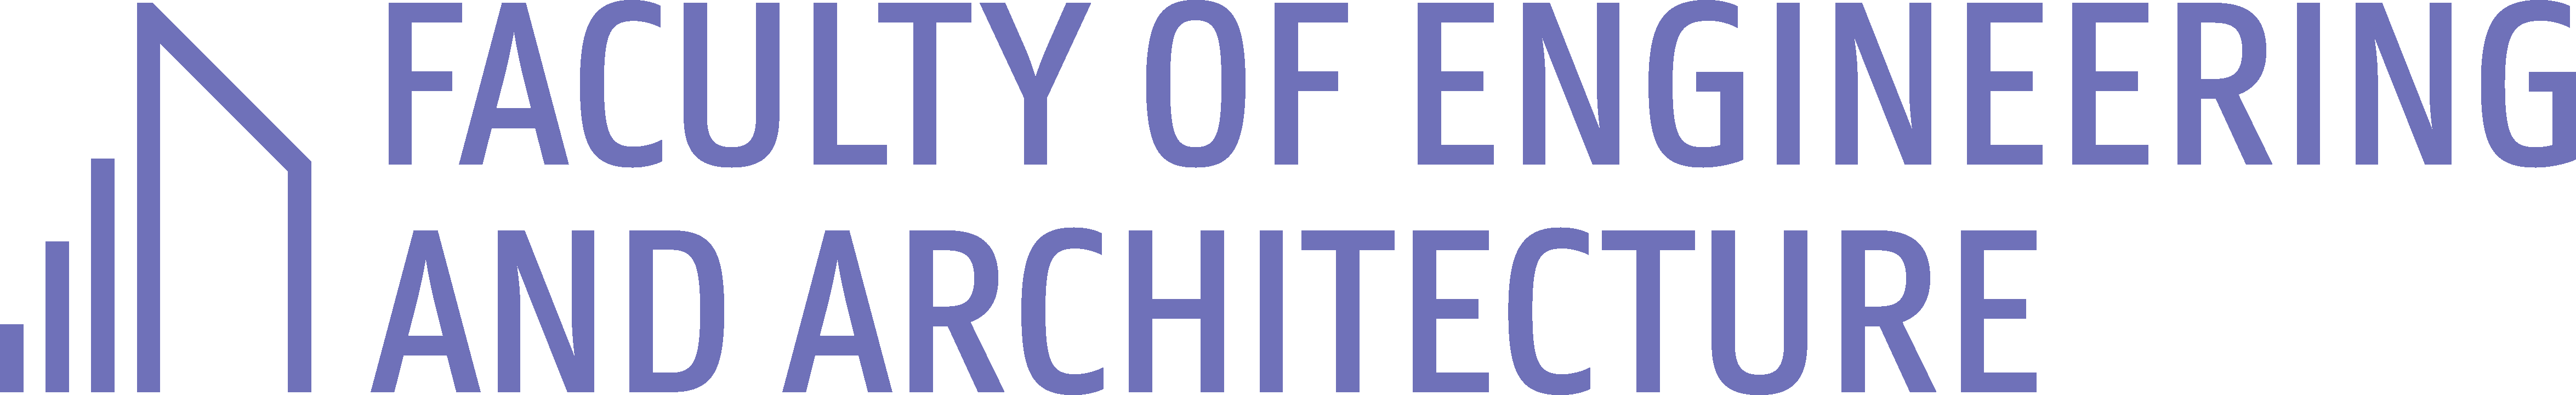 FACULTY OF ENGINEERING
AND ARCHITECTURE